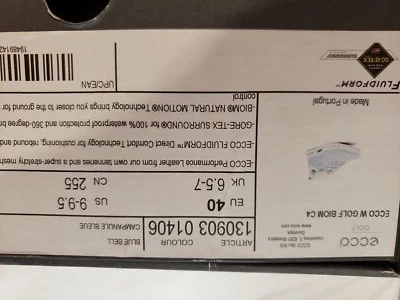 ecco
GOLF
ECCO W GOLF BIOM C4
Made in Portugal
FLUIDFORM™
GORE-TEX
SURROUND
ARTICLE
130903 01406
COLOUR
BLUE BELL
CAMPANULE BLEUE
EU 40
US 9-9.5
UK 6.5-7
CN 255
-ECCO Performance Leather from our own tanneries and a super-stretchy mesh
-ECCO FLUIDFORM™ Direct Comfort Technology for cushioning, rebound
-GORE-TEX SURROUND® for 100% waterproof protection and 360-degree
-BIOM® NATURAL MOTION® Technology brings you closer to the ground for
control
UPC/EAN